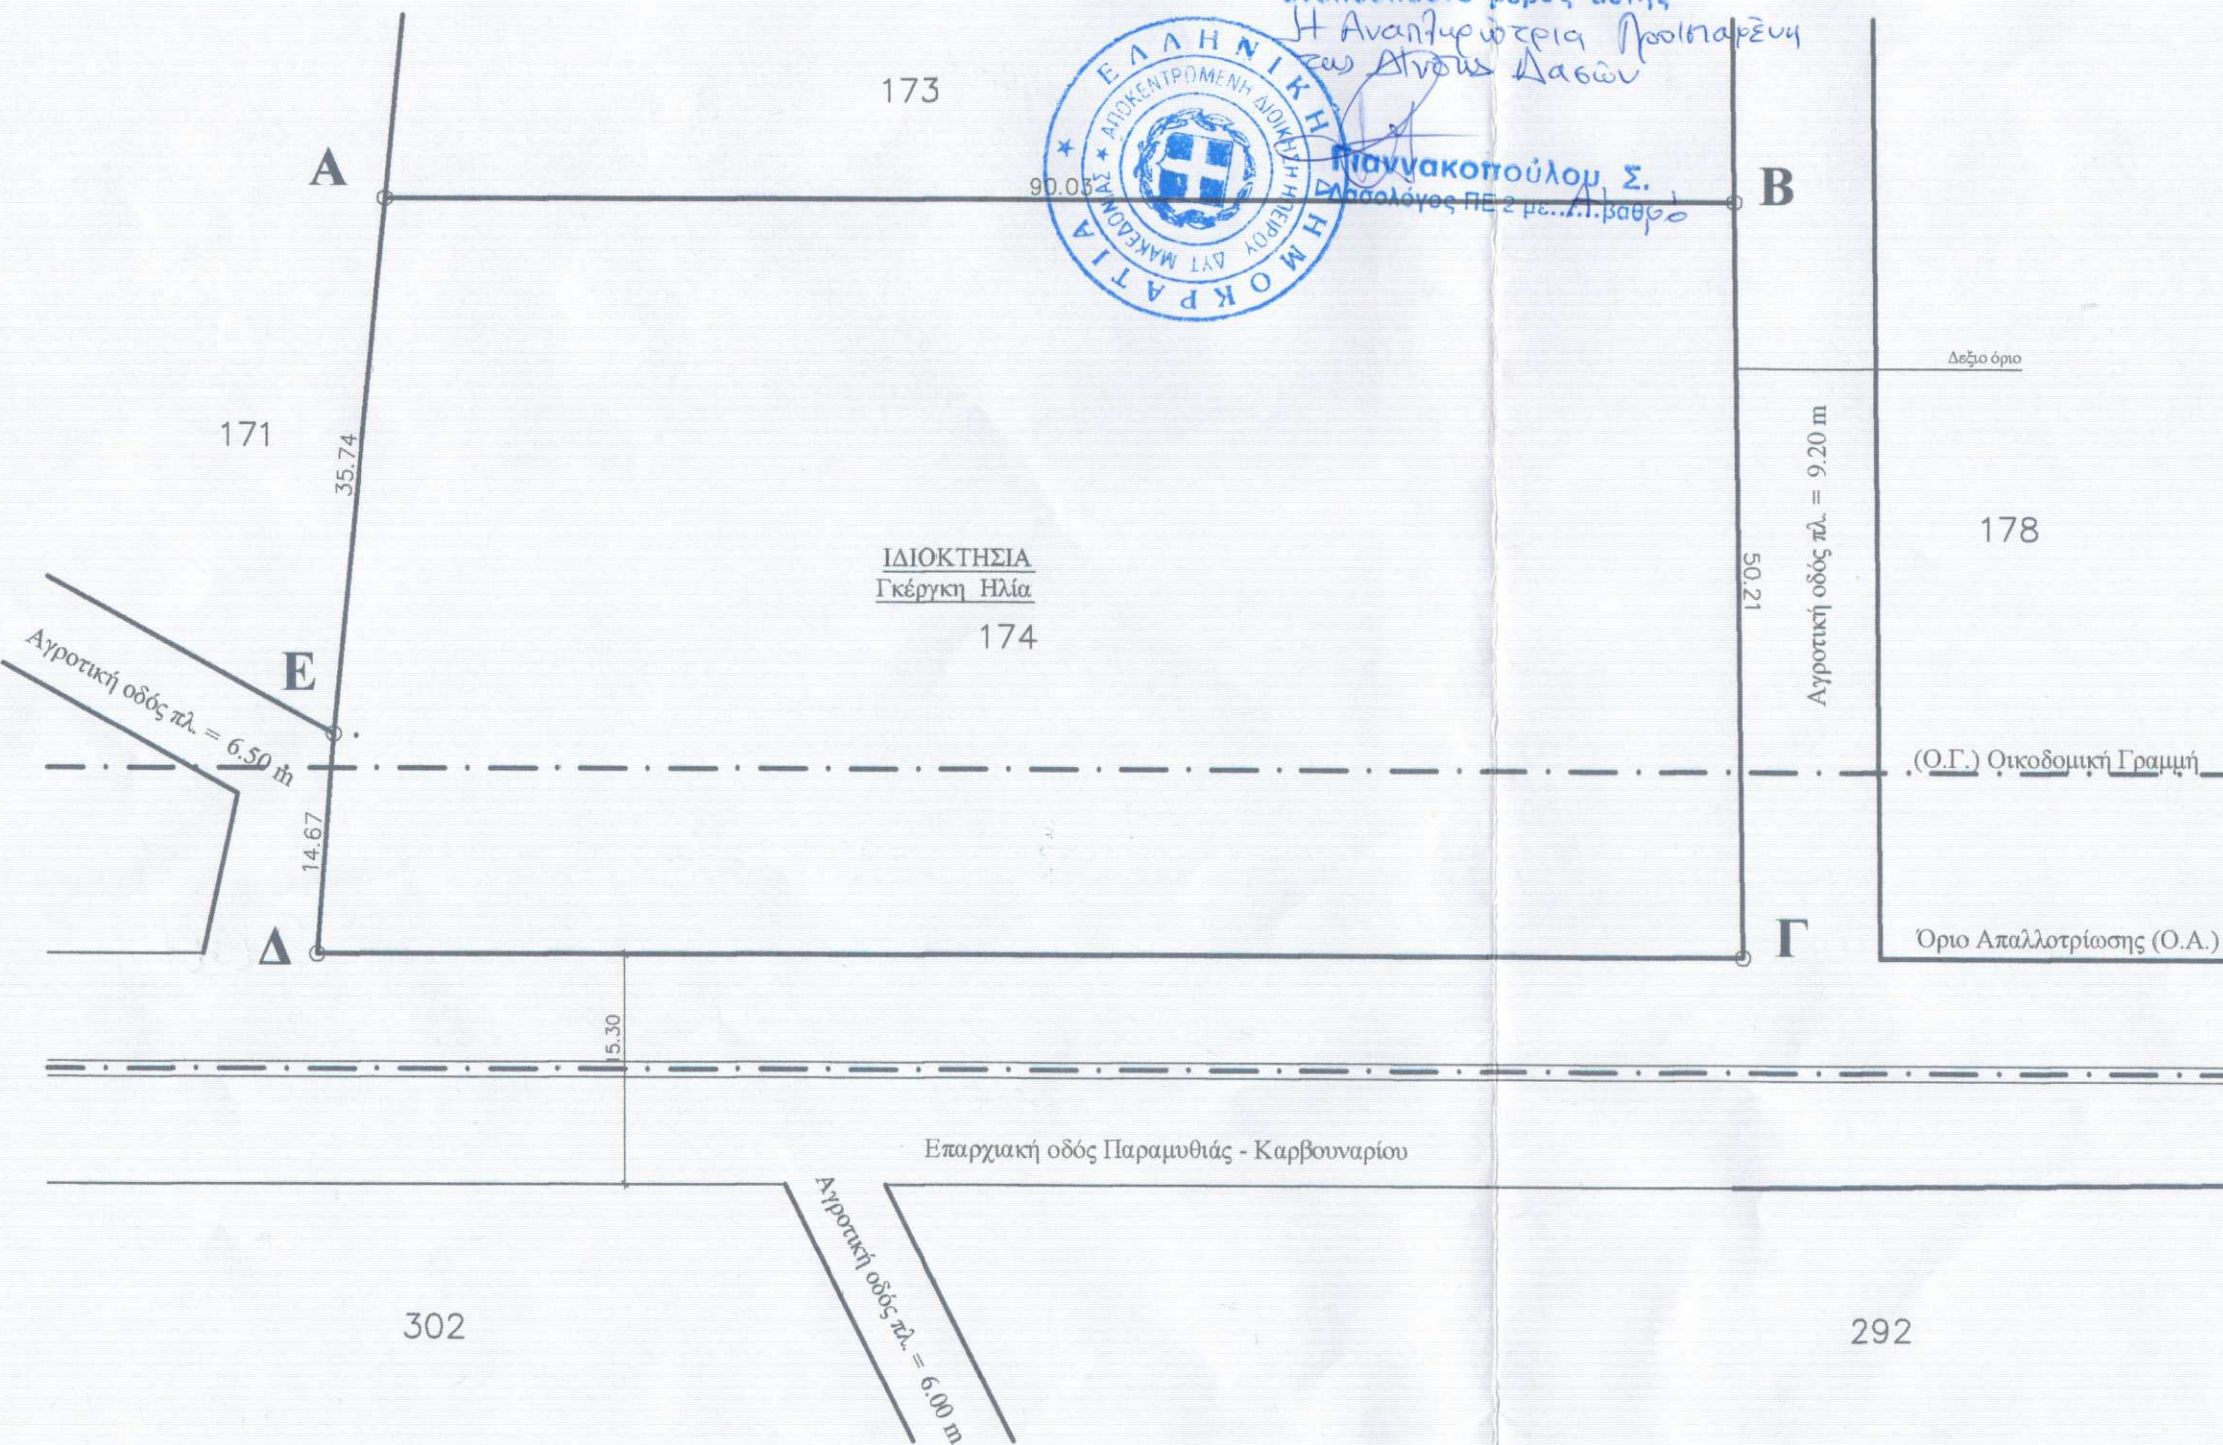 Η Αναπληρώτρια Προϊσταμένη
της Δ/νσης Δασών
173
ΕΛΛΗΝΙΚΗ ΔΗΜΟΚΡΑΤΙΑ
ΑΠΟΚΕΝΤΡΩΜΕΝΗ ΔΙΟΙΚΗΣΗ ΗΠΕΙΡΟΥ ΔΥΤ ΜΑΚΕΔΟΝΙΑΣ
Γιαννακοπούλου Σ.
Δασολόγος ΠΕ 2 με..Α..βαθμό
Α
90.03
Β
Δεξιο όριο
171
35.74
Αγροτική οδός πλ. = 9.20 m
178
ΙΔΙΟΚΤΗΣΙΑ
Γκέργκη Ηλία
174
50.21
Αγροτική οδός πλ. = 6.50 m
Ε
(Ο.Γ.) Οικοδομική Γραμμή
14.67
Δ
Γ
Όριο Απαλλοτρίωσης (Ο.Α.)
15.30
Επαρχιακή οδός Παραμυθιάς - Καρβουναρίου
Αγροτική οδός πλ. = 6.00 m
302
292